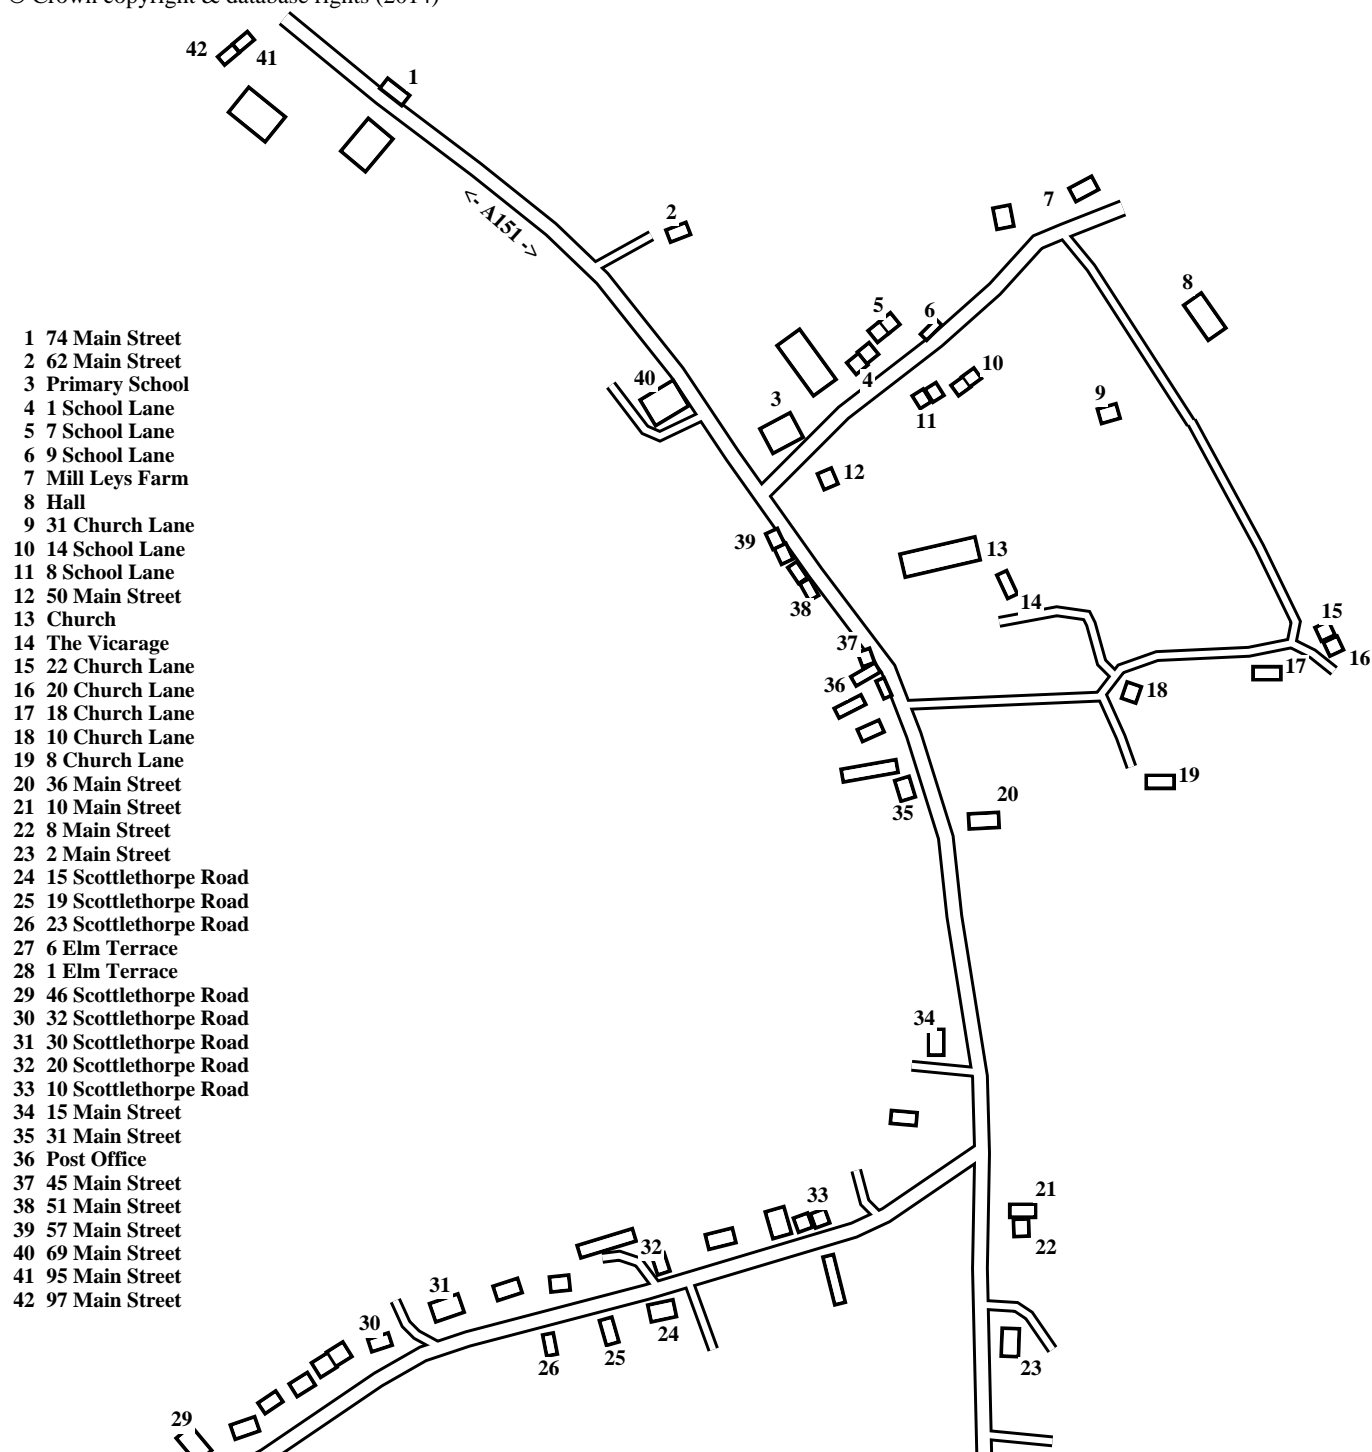 © Crown copyright & database rights (2014)
42
41
1
<- A151 ->
2
7
8
5
6
40
4
10
3
11
9
12
1 74 Main Street
2 62 Main Street
3 Primary School
4 1 School Lane
5 7 School Lane
6 9 School Lane
7 Mill Leys Farm
8 Hall
9 31 Church Lane
10 14 School Lane
11 8 School Lane
12 50 Main Street
13 Church
14 The Vicarage
15 22 Church Lane
16 20 Church Lane
17 18 Church Lane
18 10 Church Lane
19 8 Church Lane
20 36 Main Street
21 10 Main Street
22 8 Main Street
23 2 Main Street
24 15 Scottlethorpe Road
25 19 Scottlethorpe Road
26 23 Scottlethorpe Road
27 6 Elm Terrace
28 1 Elm Terrace
29 46 Scottlethorpe Road
30 32 Scottlethorpe Road
31 30 Scottlethorpe Road
32 20 Scottlethorpe Road
33 10 Scottlethorpe Road
34 15 Main Street
35 31 Main Street
36 Post Office
37 45 Main Street
38 51 Main Street
39 57 Main Street
40 69 Main Street
41 95 Main Street
42 97 Main Street
39
13
38
14
15
37
16
17
36
18
19
20
35
34
21
33
22
32
31
30
24
25
26
23
29